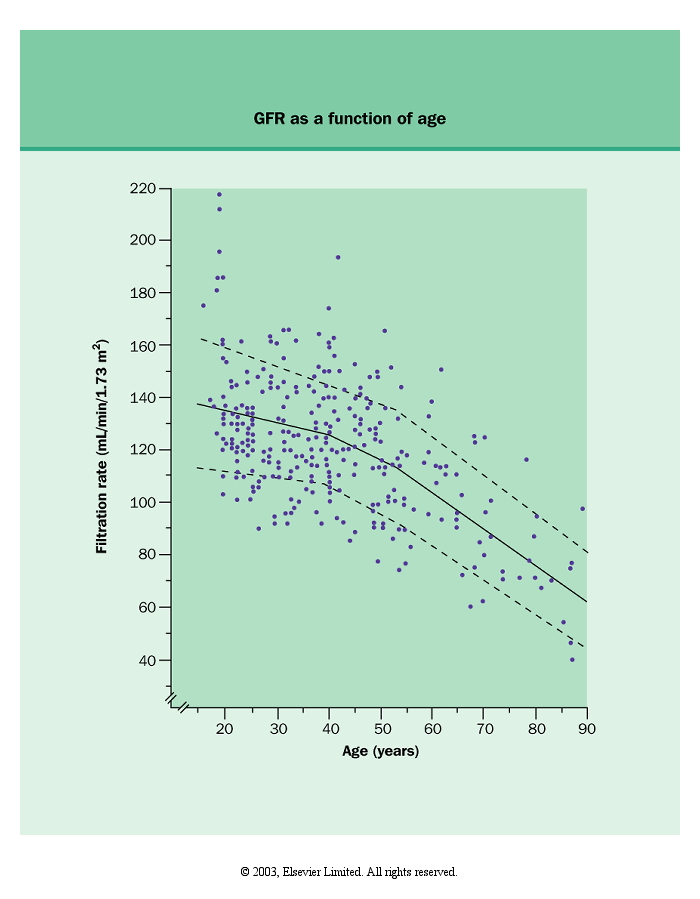 GFR as a function of age
220
200
180
160
140
120
100
80
60
40
Filtration rate (mL/min/1.73 m²)
20 30 40 50 60 70 80 90
Age (years)
© 2003, Elsevier Limited. All rights reserved.